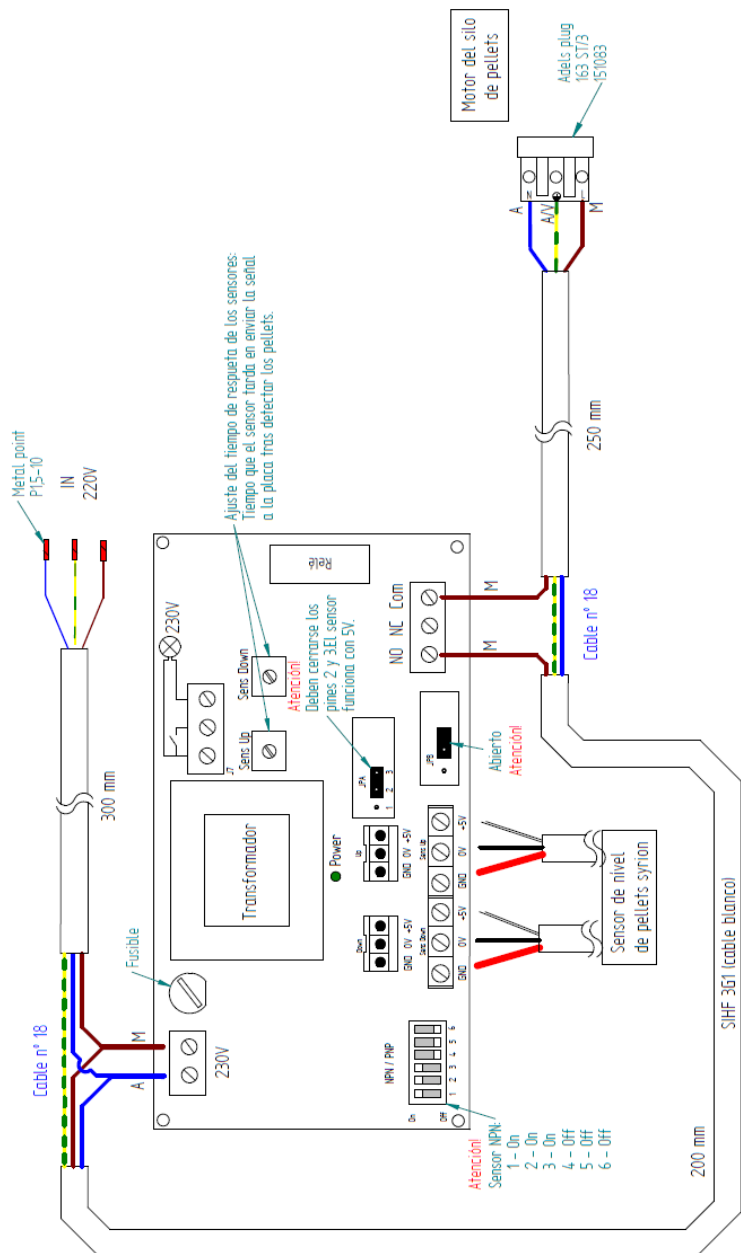 Motor del silo
de pellets
Adels plug
163 ST/3
151083
N
A
A/V
M
250 mm
Metal point
P1,5-10
IN
220V
300 mm
Ajuste del tiempo de respueta de los sensores:
Tiempo que el sensor tarda en enviar la señal
a la placa tras detectar los pellets.
Cable nº 18
A
M
230V
Fusible
Transformador
Power
J7
230V
Sens Up
Sens Down
Relé
Atención!
Deben cerrarse los
pines 2 y 3.El sensor
funciona con 5V.
JPA
1 2 3
JPB
Abierto
Atención!
NO NC Com
M
M
Cable nº 18
Down
GND 0V +5V
Up
GND 0V +5V
Sens Down
Sens Up
GND 0V +5V
GND 0V +5V
Sensor de nível
de pellets syrion
NPN / PNP
On
Off
1 2 3 4 5 6
Atención!
Sensor NPN:
1 - On
2 - On
3 - On
4 - Off
5 - Off
6 - Off
200 mm
SIHF 3G1 (cable blanco)